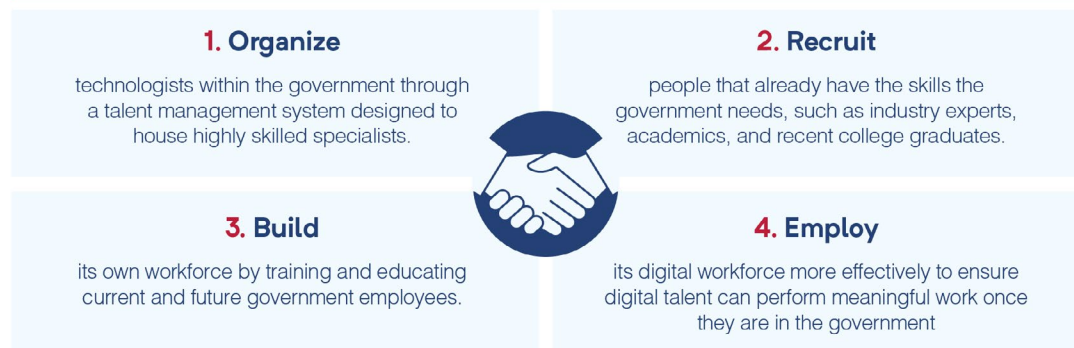 1. Organize
technologists within the government through
a talent management system designed to
house highly skilled specialists.
2. Recruit
people that already have the skills the
government needs, such as industry experts,
academics, and recent college graduates.
3. Build
its own workforce by training and educating
current and future government employees.
4. Employ
its digital workforce more effectively to ensure
digital talent can perform meaningful work once
they are in the government